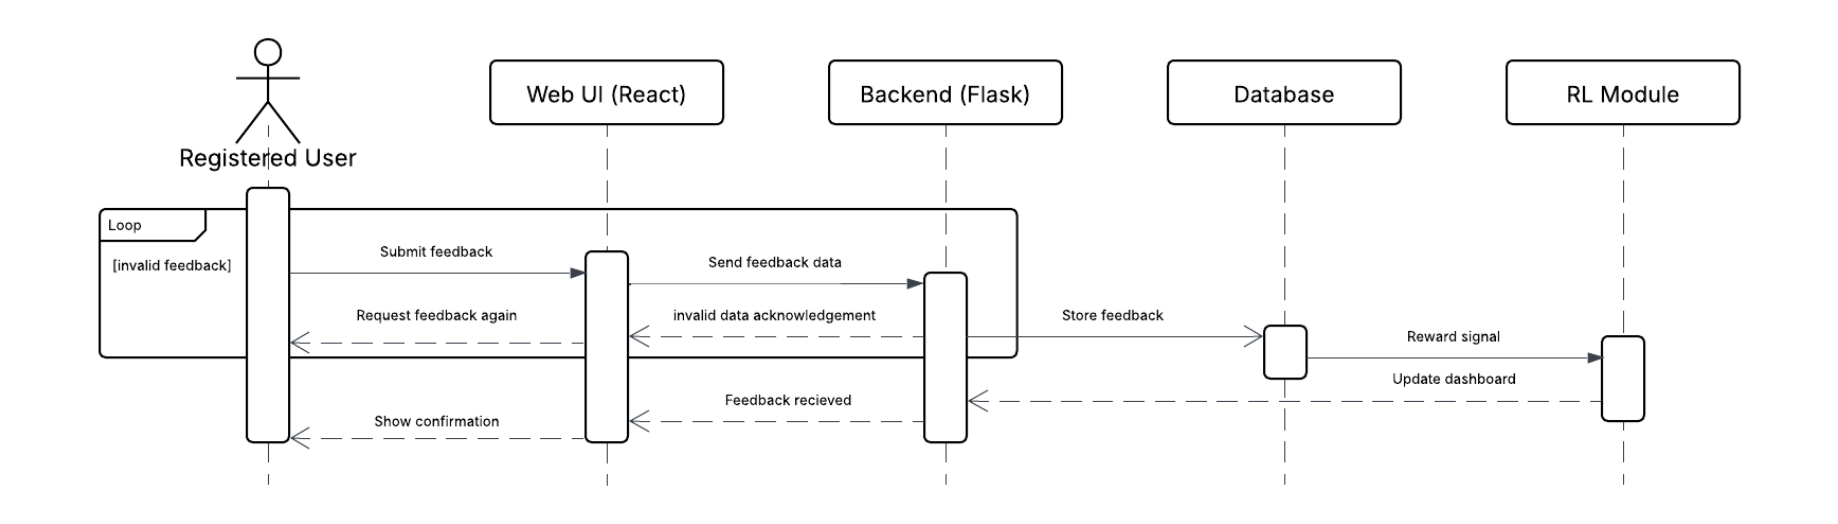 Registered User
Web UI (React)
Backend (Flask)
Database
RL Module
Loop
[invalid feedback]
Submit feedback
Send feedback data
Request feedback again
invalid data acknowledgement
Store feedback
Reward signal
Update dashboard
Feedback recieved
Show confirmation